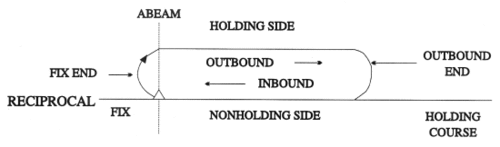 ABEAM
HOLDING SIDE
OUTBOUND
OUTBOUND
END
FIX END
INBOUND
RECIPROCAL
FIX
NONHOLDING SIDE
HOLDING
COURSE